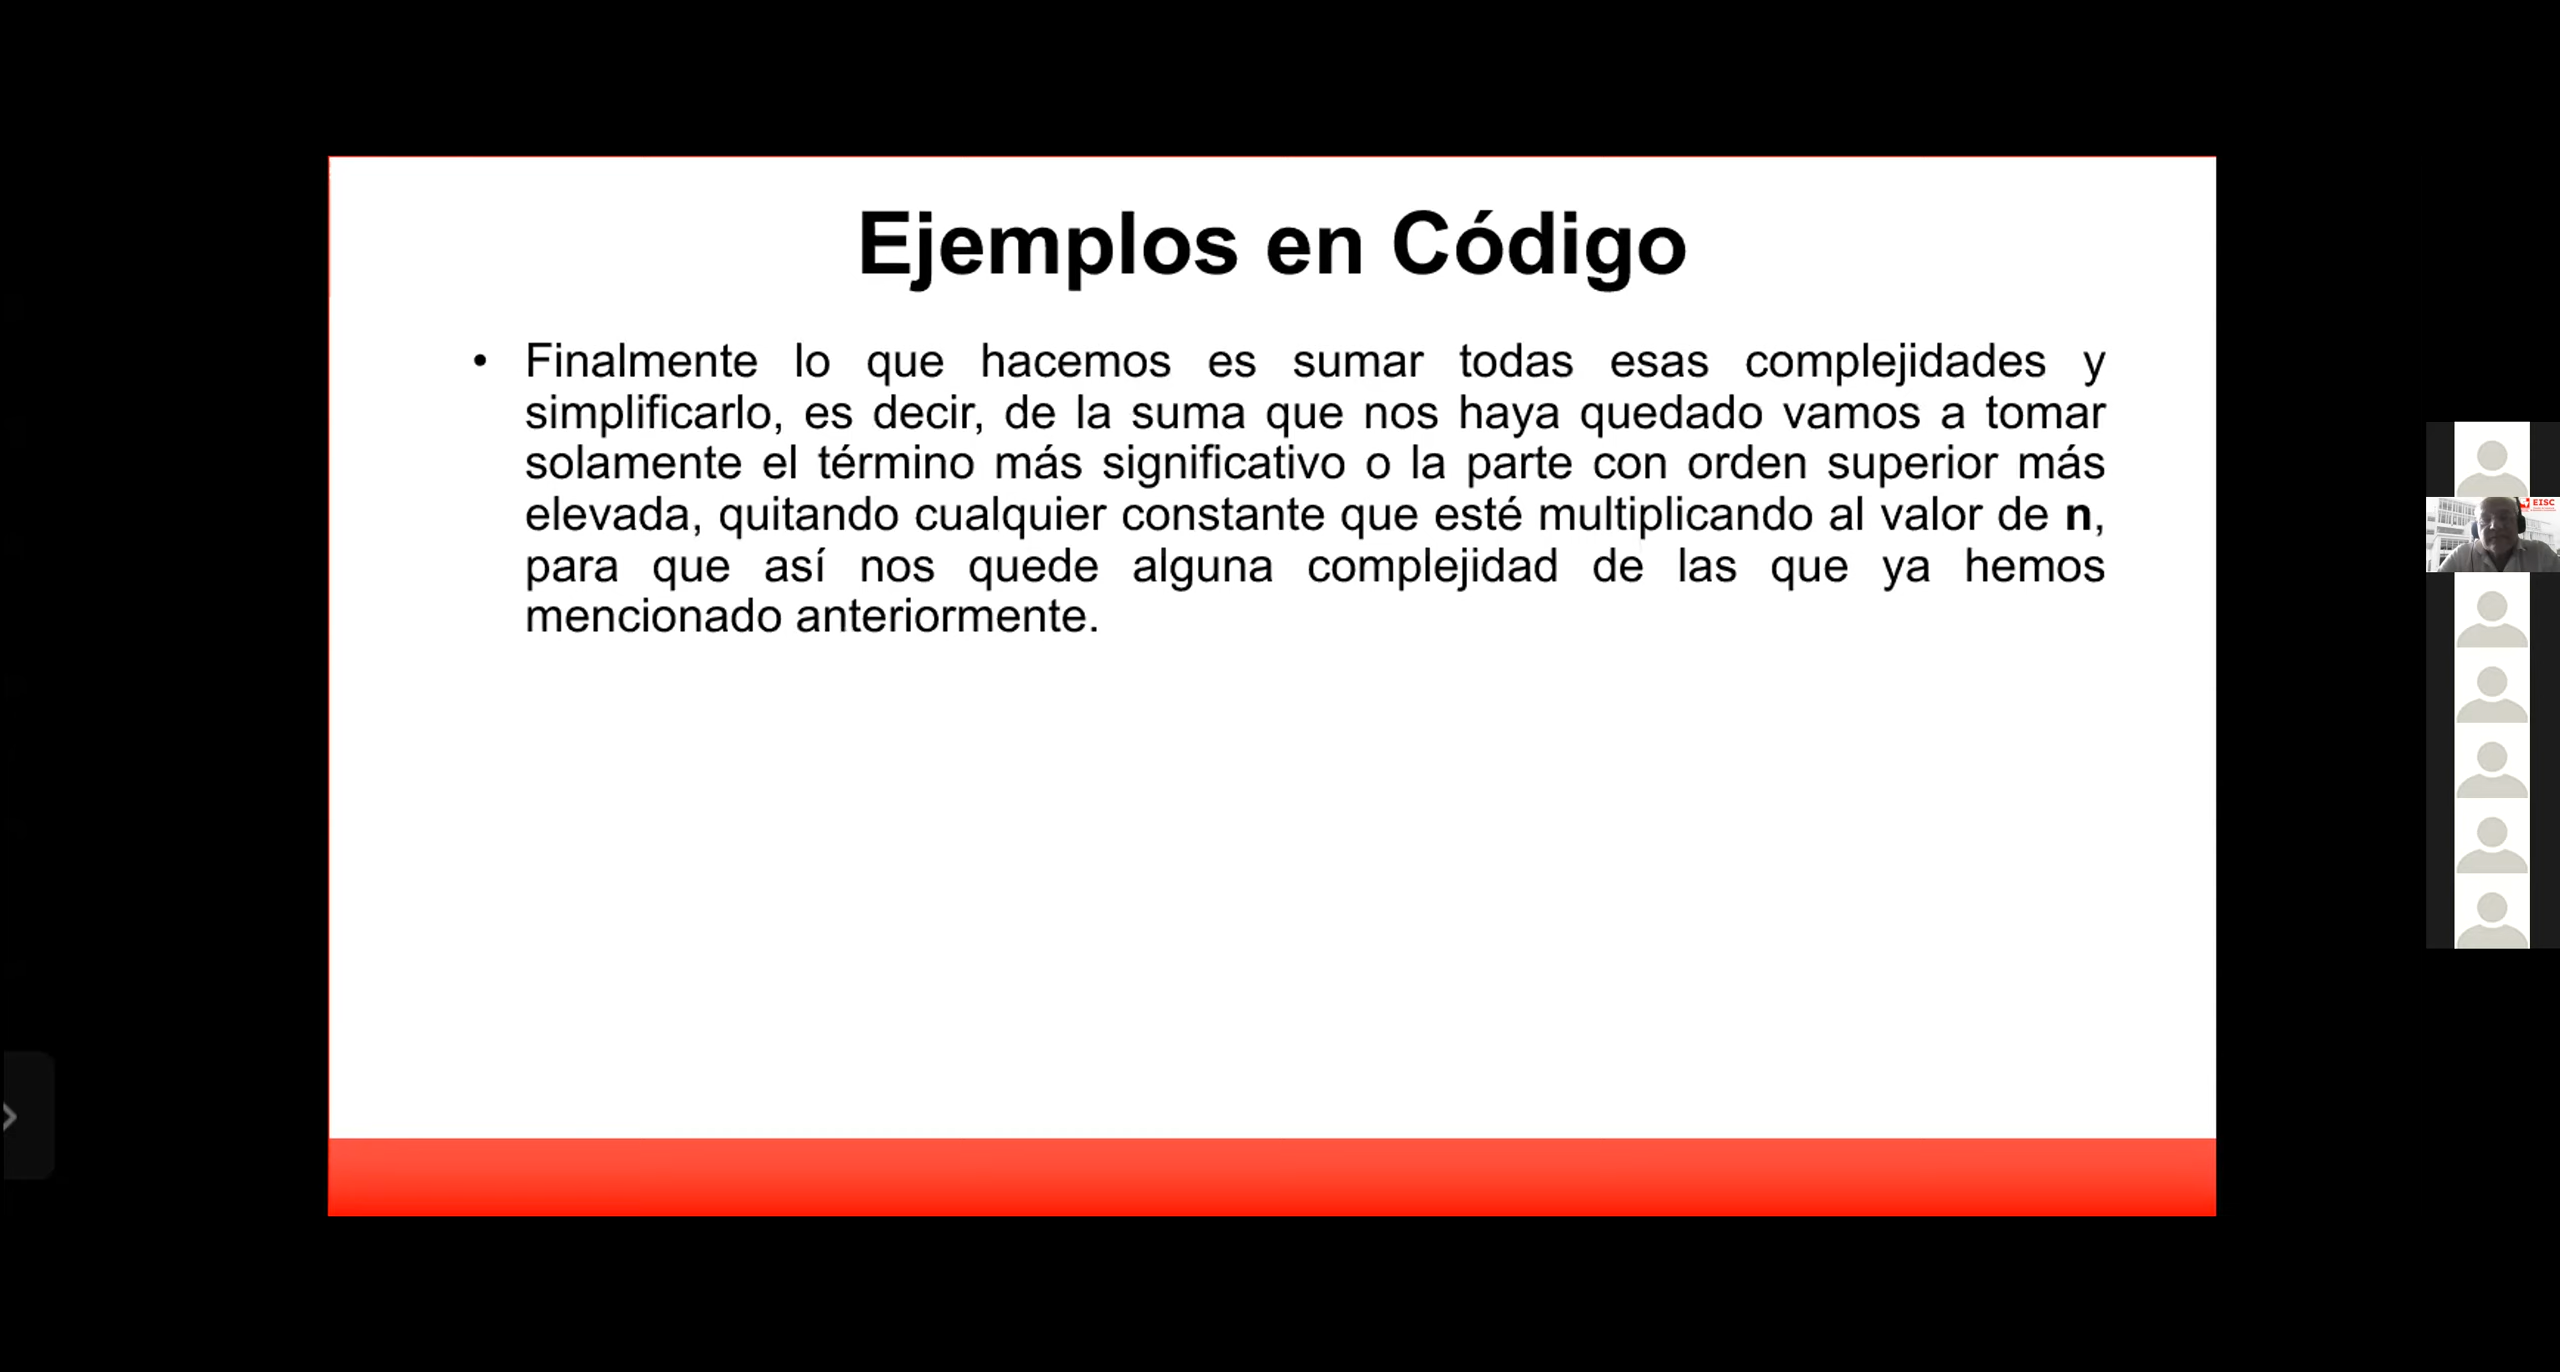 Ejemplos en Código
• Finalmente lo que hacemos es sumar todas esas complejidades y
simplificarlo, es decir, de la suma que nos haya quedado vamos a tomar
solamente el término más significativo o la parte con orden superior más
elevada, quitando cualquier constante que esté multiplicando al valor de n,
para que así nos quede alguna complejidad de las que ya hemos
mencionado anteriormente.
EISC